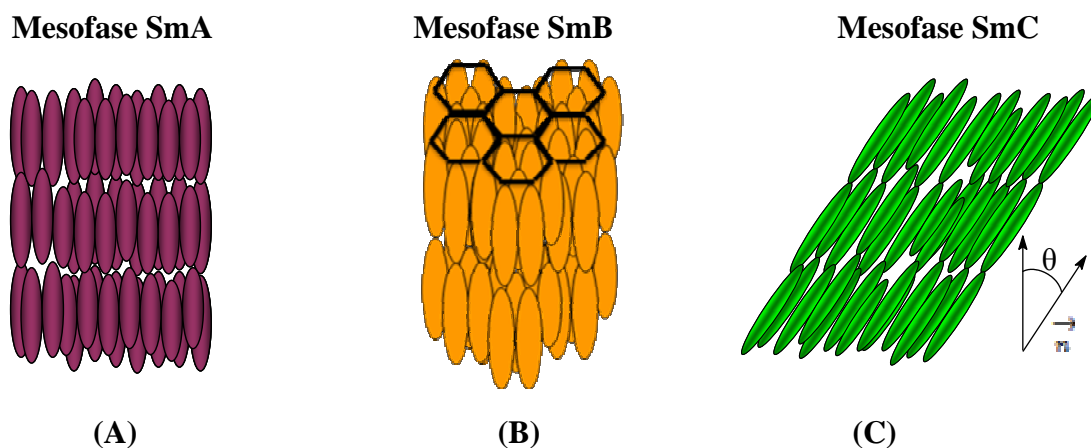 Mesofase SmA Mesofase SmB Mesofase SmC
θ
n
(A) (B) (C)